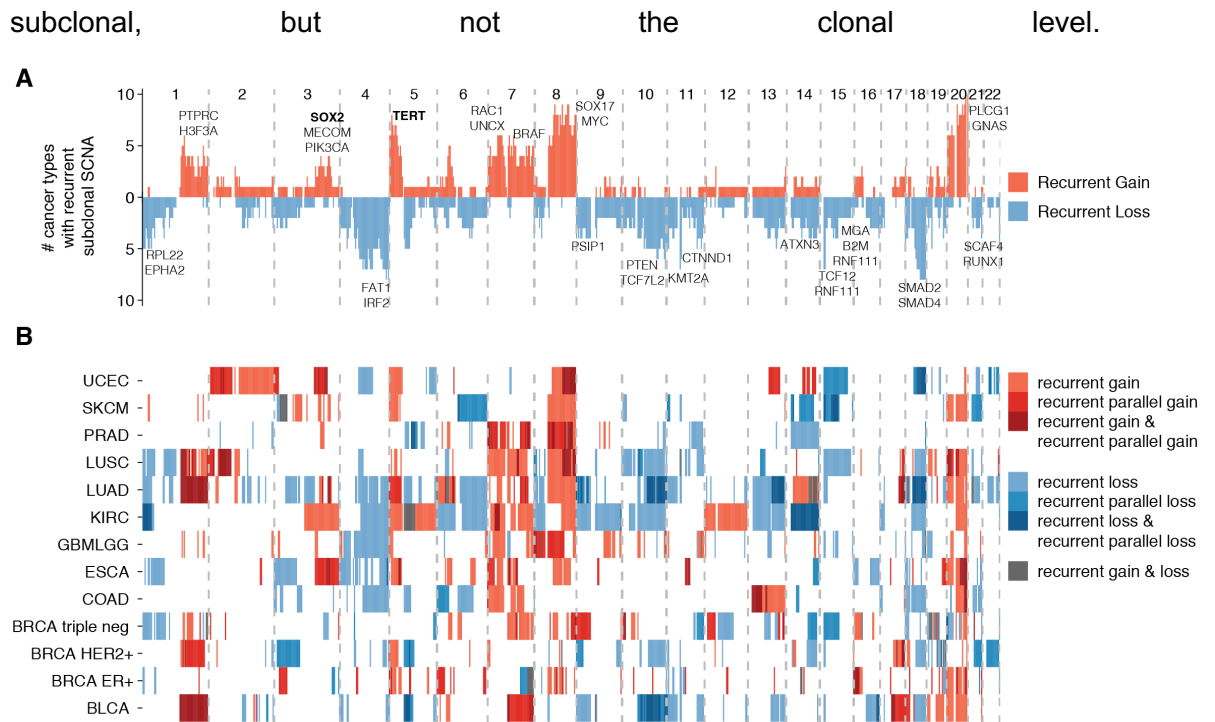 subclonal, but not the clonal level.
A
# cancer types
with recurrent
subclonal SCNA
10
5
0
5
10
1 2 3 4 5 6 7 8 9 10 11 12 13 14 15 16 17 18 19 20 21 22
PTPRC
H3F3A
SOX2
MECOM
PIK3CA
TERT
RAC1
UNCX
BRAF
SOX17
MYC
PLCG1
GNAS
RPL22
EPHA2
FAT1
IRF2
PSIP1
PTEN
TCF7L2
KMT2A
CTNND1
ATXN3
MGA
B2M
RNF111
TCF12
RNF111
SMAD2
SMAD4
SCAF4
RUNX1
Recurrent Gain
Recurrent Loss
B
UCEC
SKCM
PRAD
LUSC
LUAD
KIRC
GBMLGG
ESCA
COAD
BRCA triple neg
BRCA HER2+
BRCA ER+
BLCA
recurrent gain
recurrent parallel gain
recurrent gain &
recurrent parallel gain
recurrent loss
recurrent parallel loss
recurrent loss &
recurrent parallel loss
recurrent gain & loss